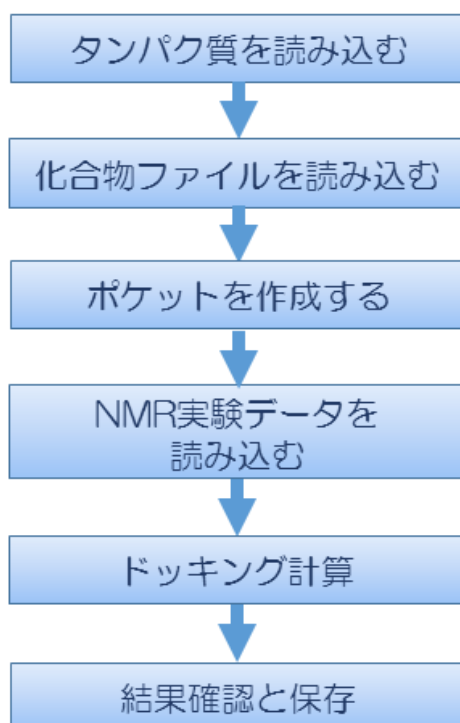 タンパク質を読み込む
化合物ファイルを読み込む
ポケットを作成する
NMR実験データを
読み込む
ドッキング計算
結果確認と保存